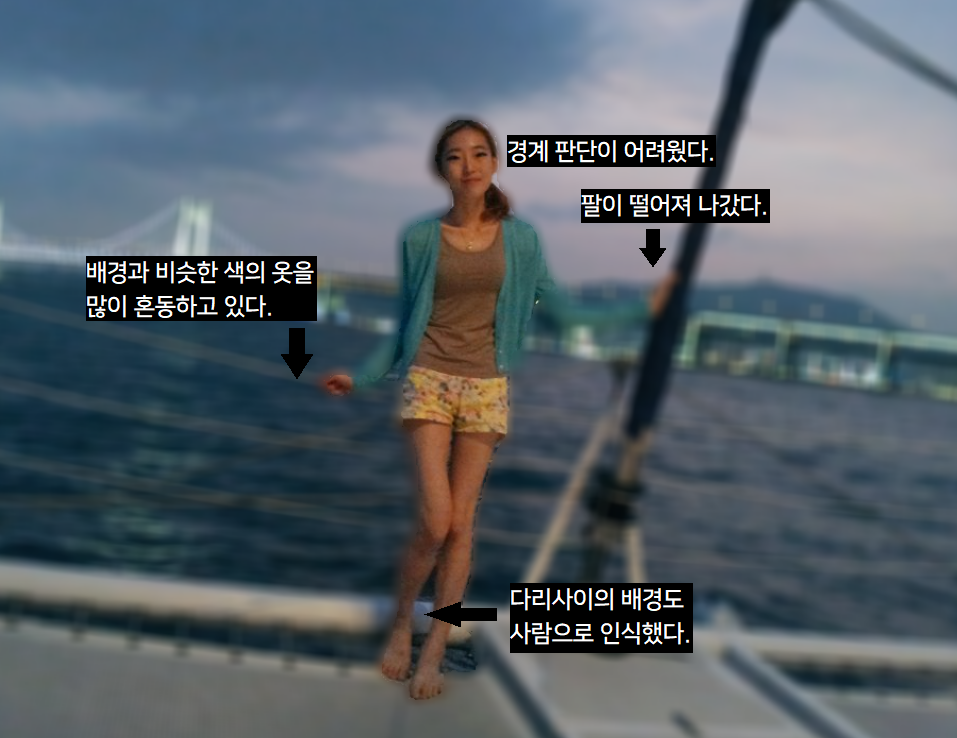 경계 판단이 어려웠다.
팔이 떨어져 나갔다.
배경과 비슷한 색의 옷을
많이 혼동하고 있다.
다리사이의 배경도
사람으로 인식했다.